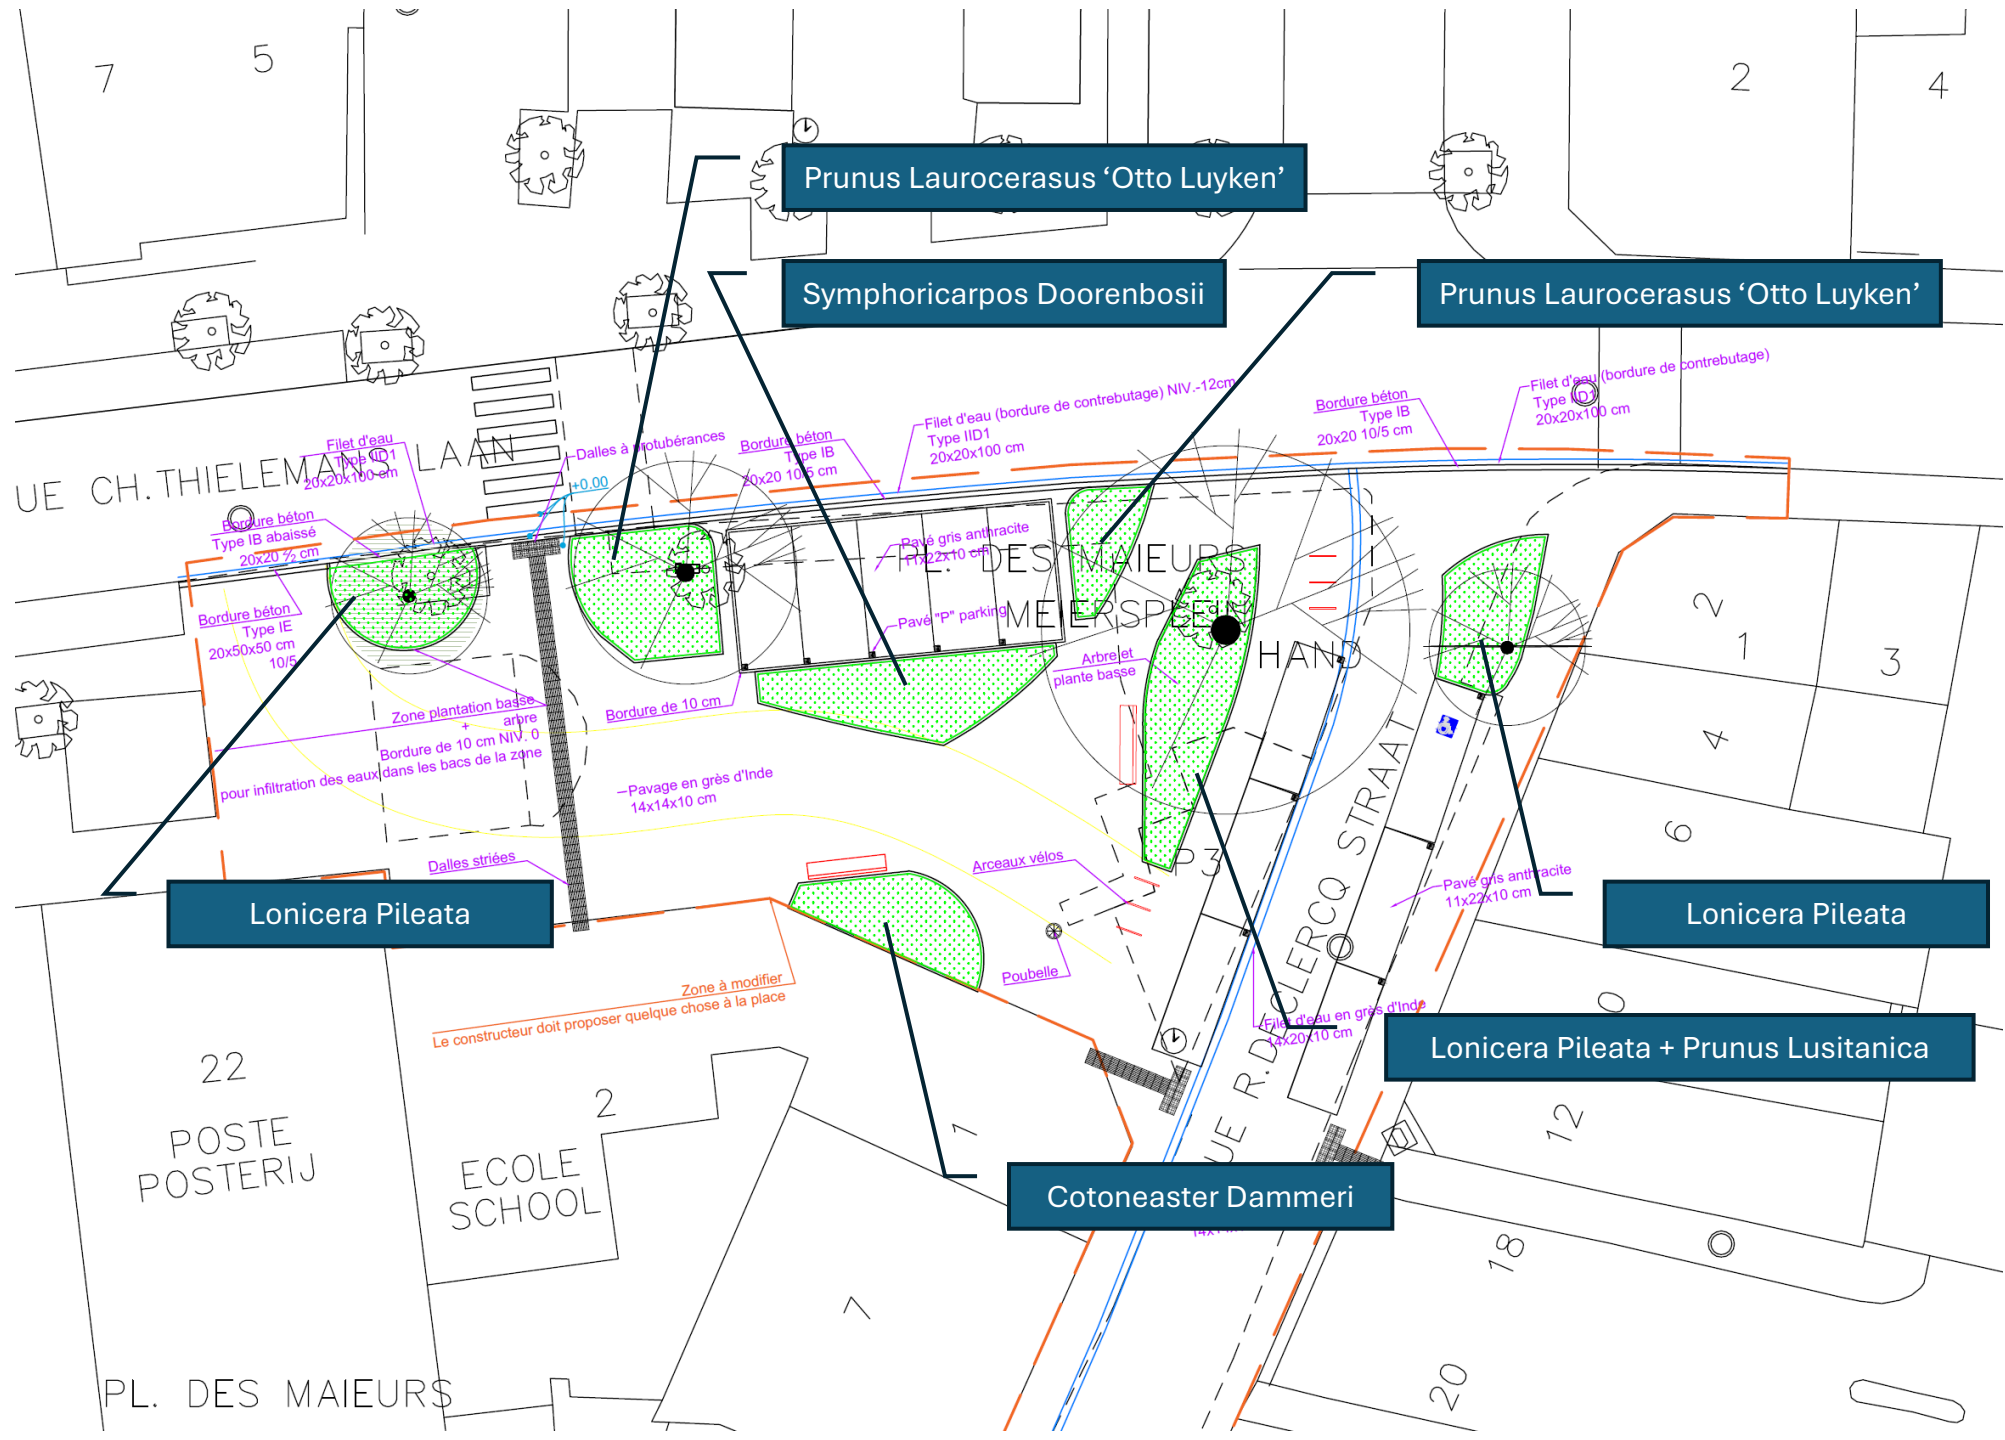 7
5
2
4
Prunus Laurocerasus ‘Otto Luyken’
Symphoricarpos Doorenbosii
Prunus Laurocerasus ‘Otto Luyken’
Filet d'eau (bordure de contrebutage) NIV.-12cm
Type IID1
20x20x100 cm
Bordure béton
Type IB
20x20 10/5 cm
Filet d'eau (bordure de contrebutage)
Type IID1
20x20x100 cm
UE CH.THIELEMANS LAAN
Filet d'eau
Type IID1
20x20x100 cm
Dalles à protubérances
Bordure béton
Type IB
20x20 10/5 cm
+0.00
Bordure béton
Type IB abaissé
20x20 ½ cm
Pavé gris anthracite
11x22x10 cm
PL. DES MAIEURS
MEIERSPLEIN
HAND
Pavé "P" parking
Bordure béton
Type IE
20x50x50 cm
10/5
Arbre et
plante basse
2
1
3
4
6
Zone plantation basse
+ arbre
Bordure de 10 cm NIV. 0
pour infiltration des eaux dans les bacs de la zone
Bordure de 10 cm
Pavage en grès d'Inde
14x14x10 cm
Dalles striées
Arceaux vélos
P3
Pavé gris anthracite
11x22x10 cm
Lonicera Pileata
Lonicera Pileata
Poubelle
Zone à modifier
Le constructeur doit proposer quelque chose à la place
Filet d'eau en grès d'Inde
14x20x10 cm
0
Lonicera Pileata + Prunus Lusitanica
UE R.DECLERCQ STRAAT
22
POSTE
POSTERIJ
2
ECOLE
SCHOOL
1
12
Cotoneaster Dammeri
18
7
20
PL. DES MAIEURS